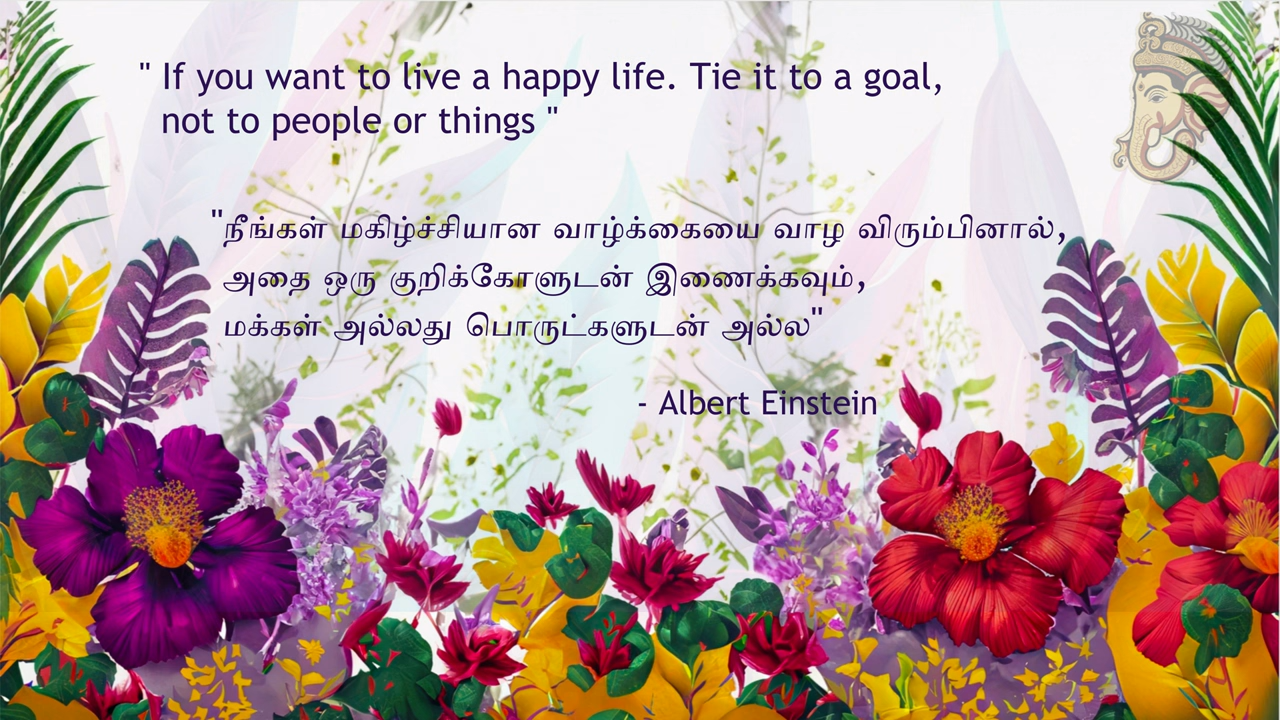 " If you want to live a happy life. Tie it to a goal,
not to people or things "
"நீங்கள் மகிழ்ச்சியான வாழ்க்கையை வாழ விரும்பினால்,
அதை ஒரு குறிக்கோளுடன் இணைக்கவும்,
மக்கள் அல்லது பொருட்களுடன் அல்ல"
- Albert Einstein